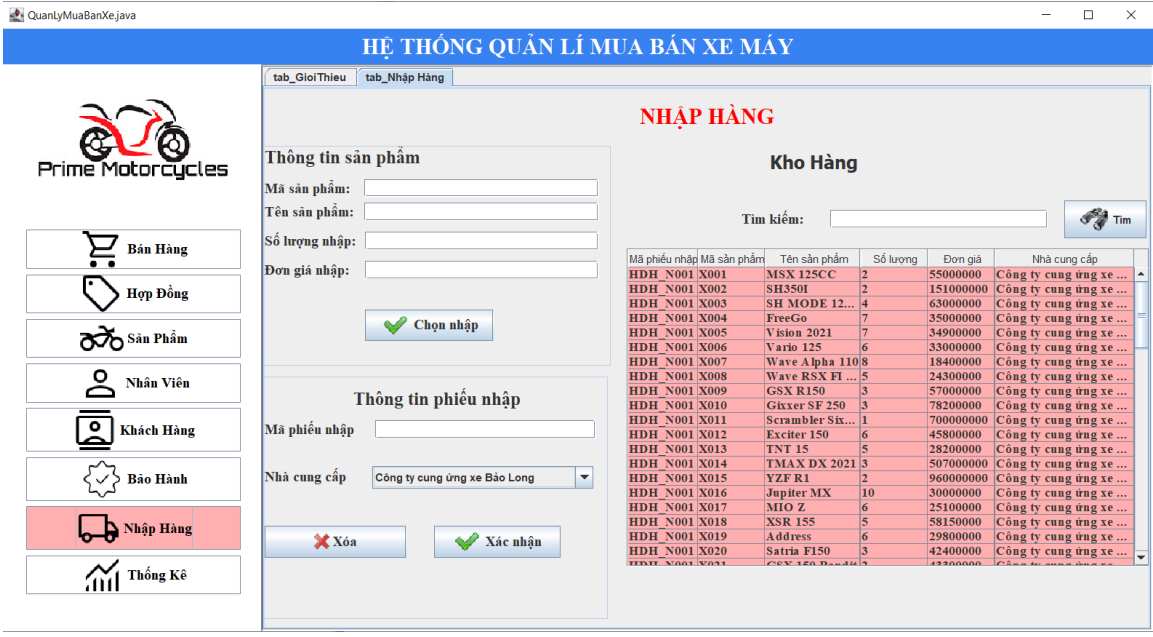 QuanLyMuaBanXe.java
HỆ THỐNG QUẢN LÍ MUA BÁN XE MÁY
tab_GioiThieu tab_Nhập Hàng
Prime Motorcycles
Bán Hàng
Hợp Đồng
Sản Phẩm
Nhân Viên
Khách Hàng
Bảo Hành
Nhập Hàng
Thống Kê
NHẬP HÀNG
Thông tin sản phẩm
Mã sản phẩm:
Tên sản phẩm:
Số lượng nhập:
Đơn giá nhập:
Chọn nhập
Thông tin phiếu nhập
Mã phiếu nhập
Nhà cung cấp Công ty cung ứng xe Bảo Long
Xóa Xác nhận
Kho Hàng
Tìm kiếm: Tìm
Mã phiếu nhập Mã sản phẩm Tên sản phẩm Số lượng Đơn giá Nhà cung cấp
HDH_N001 X001 MSX 125CC 2 55000000 Công ty cung ứng xe ...
HDH_N001 X002 SH350I 2 151000000 Công ty cung ứng xe ...
HDH_N001 X003 SH MODE 12... 4 63000000 Công ty cung ứng xe ...
HDH_N001 X004 FreeGo 7 35000000 Công ty cung ứng xe ...
HDH_N001 X005 Vision 2021 7 34900000 Công ty cung ứng xe ...
HDH_N001 X006 Vario 125 6 33000000 Công ty cung ứng xe ...
HDH_N001 X007 Wave Alpha 110 8 18400000 Công ty cung ứng xe ...
HDH_N001 X008 Wave RSX FI ... 5 24300000 Công ty cung ứng xe ...
HDH_N001 X009 GSX R150 3 57000000 Công ty cung ứng xe ...
HDH_N001 X010 Gixxer SF 250 3 78200000 Công ty cung ứng xe ...
HDH_N001 X011 Scrambler Six... 1 700000000 Công ty cung ứng xe ...
HDH_N001 X012 Exciter 150 6 45800000 Công ty cung ứng xe ...
HDH_N001 X013 TNT 15 5 28200000 Công ty cung ứng xe ...
HDH_N001 X014 TMAX DX 2021 3 507000000 Công ty cung ứng xe ...
HDH_N001 X015 YZF R1 2 960000000 Công ty cung ứng xe ...
HDH_N001 X016 Jupiter MX 10 30000000 Công ty cung ứng xe ...
HDH_N001 X017 MIO Z 6 25100000 Công ty cung ứng xe ...
HDH_N001 X018 XSR 155 5 58150000 Công ty cung ứng xe ...
HDH_N001 X019 Address 6 29800000 Công ty cung ứng xe ...
HDH_N001 X020 Satria F150 3 42400000 Công ty cung ứng xe ...
HDH_N001 X021 GSX 150 Bandit 2 43300000 Công ty cung ứng xe ...